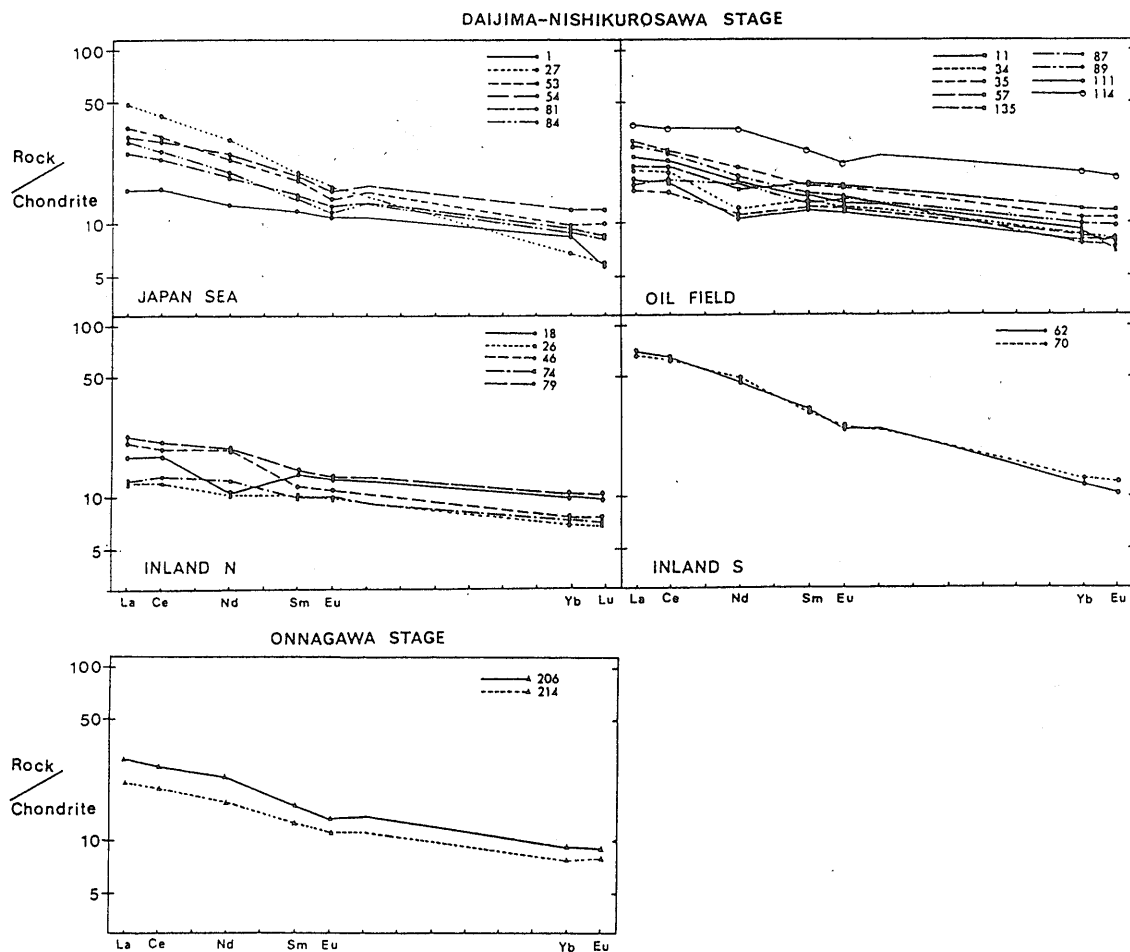 DAIJIMA-NISHIKUROSAWA STAGE
Rock
Chondrite
100
50
10
5
1
27
53
54
81
84
JAPAN SEA
11
34
35
57
135
87
89
111
114
OIL FIELD
100
50
10
5
18
26
46
74
79
INLAND N
62
70
INLAND S
La Ce Nd Sm Eu Yb Lu
La Ce Nd Sm Eu Yb Eu
ONNAGAWA STAGE
Rock
Chondrite
100
50
10
5
206
214
La Ce Nd Sm Eu Yb Eu